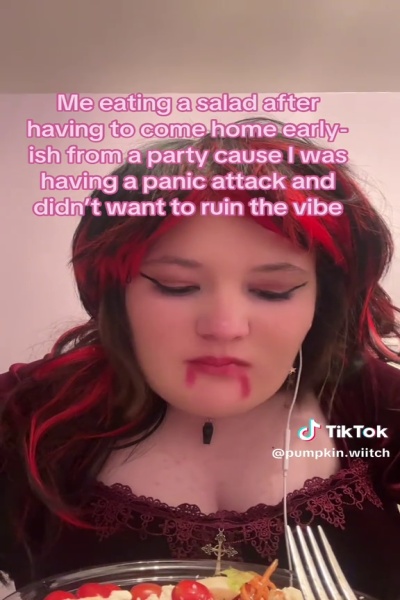 Me eating a salad after
having to come home early-
ish from a party cause I was
having a panic attack and
didn't want to ruin the vibe
TikTok
@pumpkin.wiitch